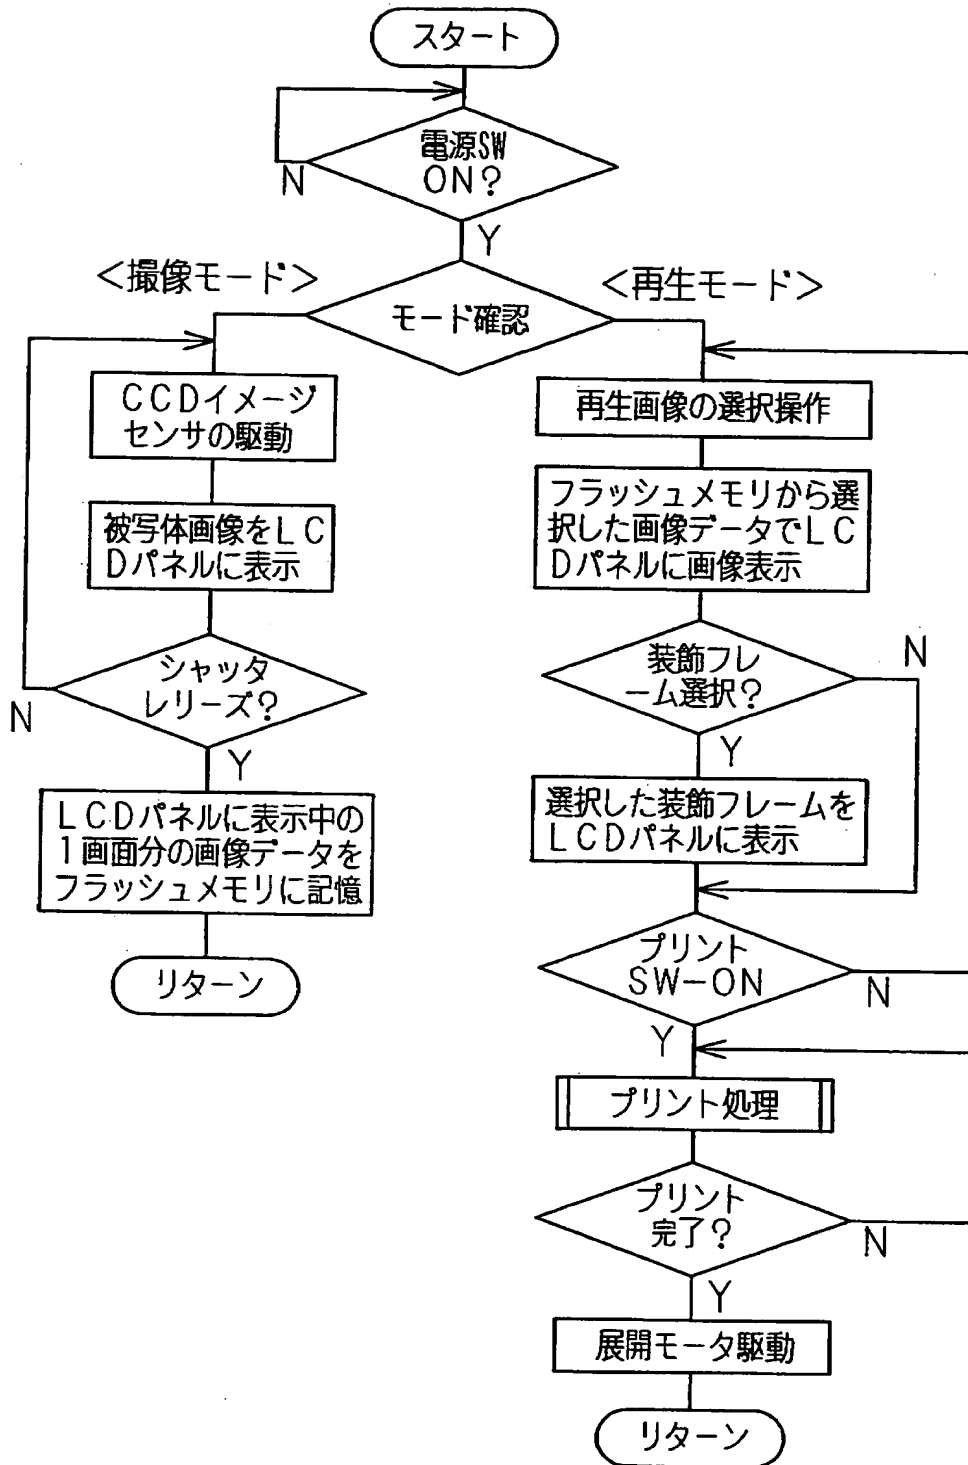 スタート
電源SW
ON?
N
Y
<撮像モード>
モード確認
<再生モード>
CCDイメージ
センサの駆動
被写体画像をLC
Dパネルに表示
シャッタ
レリーズ?
N
Y
LCDパネルに表示中の
1画面分の画像データを
フラッシュメモリに記憶
リターン
再生画像の選択操作
フラッシュメモリから選
択した画像データでLC
Dパネルに画像表示
装飾フレ
ーム選択?
N
Y
選択した装飾フレームを
LCDパネルに表示
プリント
SW-ON
N
Y
プリント処理
プリント
完了?
N
Y
展開モータ駆動
リターン